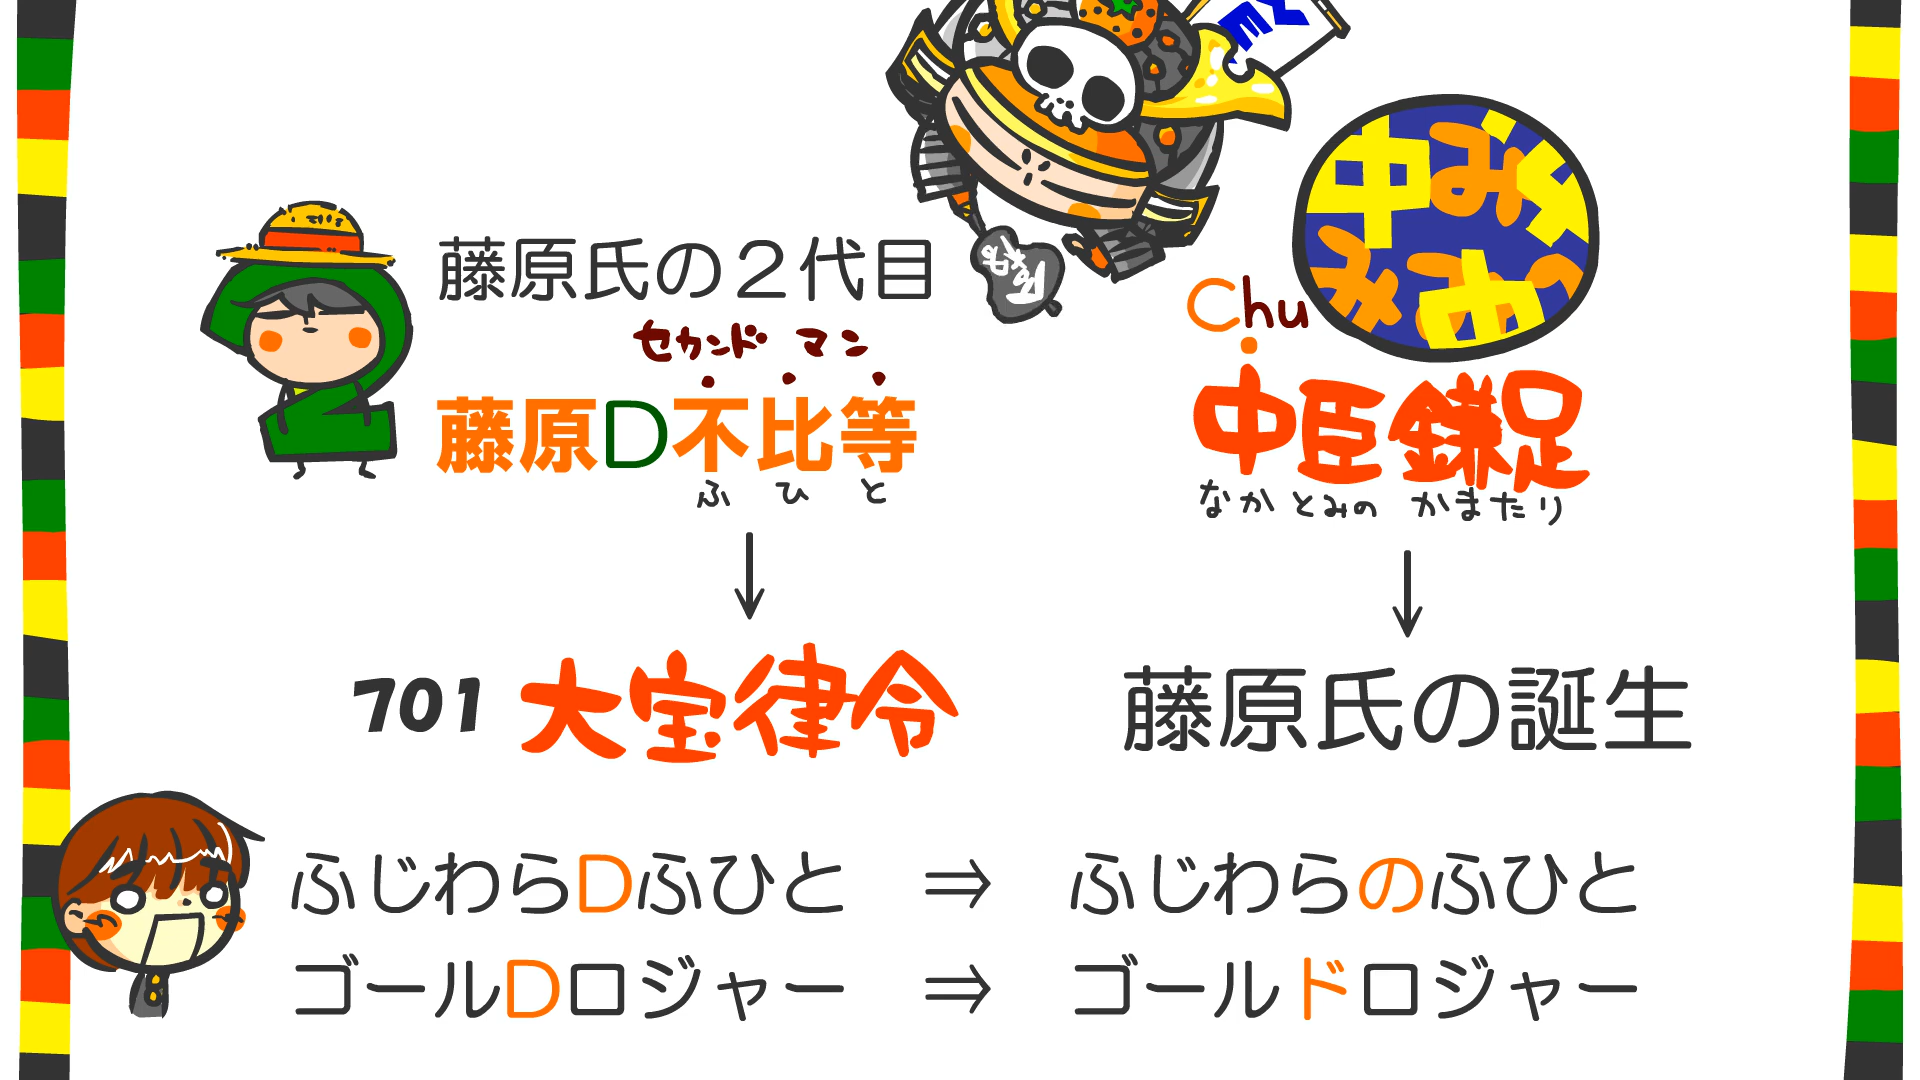 藤原氏の2代目
セカンド マン
藤原D不比等
ふひと
701 大宝律令
Chu
中臣鎌足
なかとみの かまたり
藤原氏の誕生
ふじわらDふひと ⇒ ふじわらのふひと
ゴールDロジャー ⇒ ゴールドロジャー